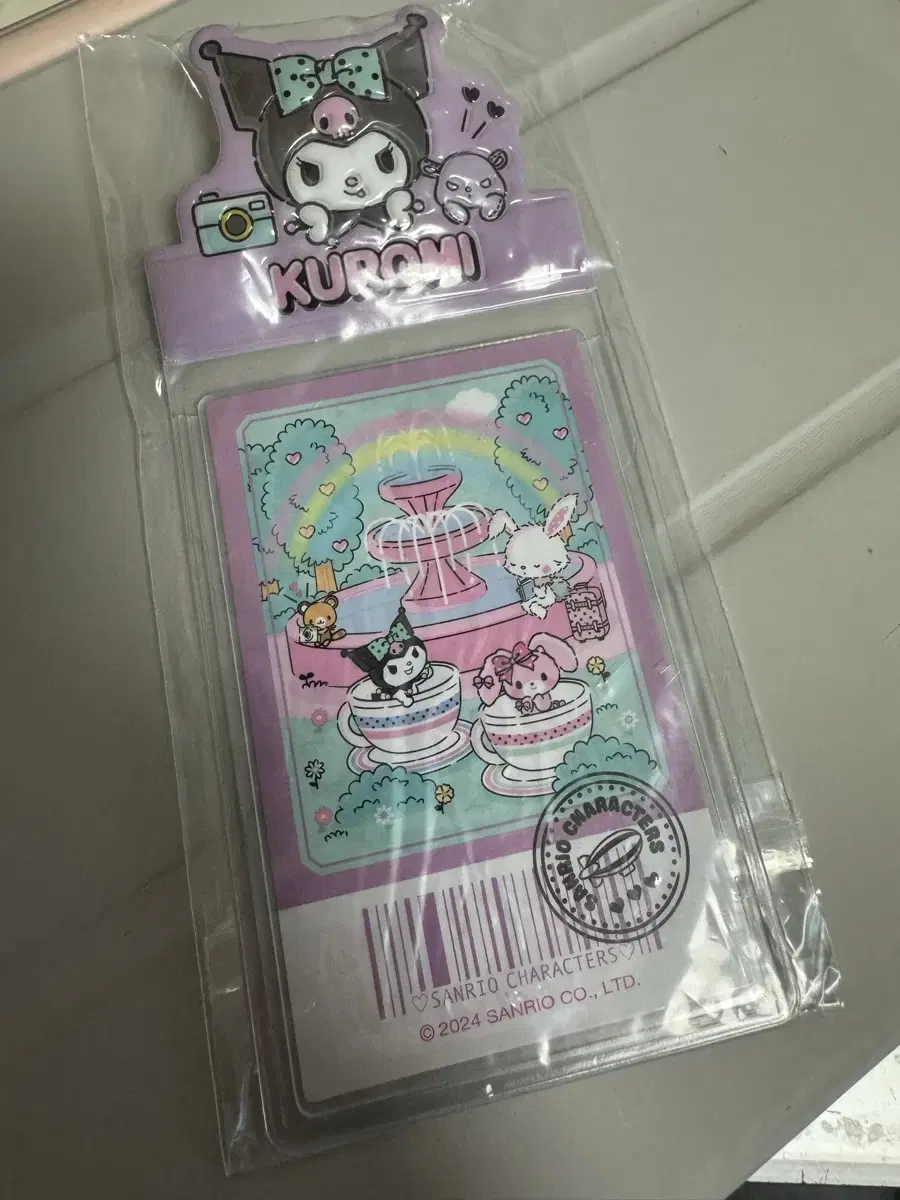 KUROMI
SANRIO CHARACTERS
♡SANRIO CHARACTERS♡
© 2024 SANRIO CO., LTD.